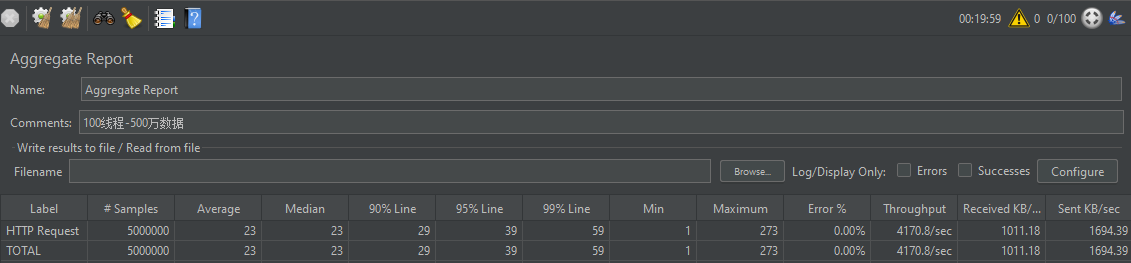 00:19:59 0 0/100
Aggregate Report
Name: Aggregate Report
Comments: 100线程-500万数据
Write results to file / Read from file
Filename Browse... Log/Display Only: Errors Successes Configure
Label # Samples Average Median 90% Line 95% Line 99% Line Min Maximum Error % Throughput Received KB/... Sent KB/sec
HTTP Request 5000000 23 23 29 39 59 1 273 0.00% 4170.8/sec 1011.18 1694.39
TOTAL 5000000 23 23 29 39 59 1 273 0.00% 4170.8/sec 1011.18 1694.39